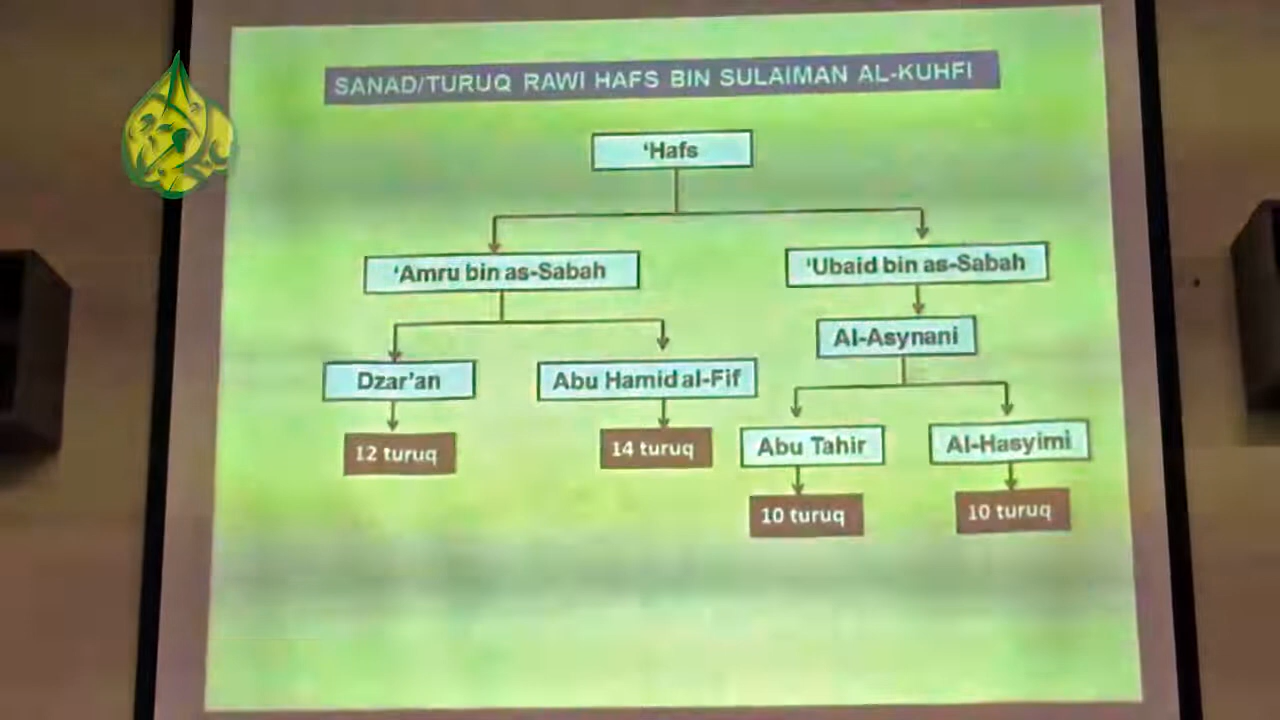 SANAD/TURUQ RAWI HAFS BIN SULAIMAN AL-KUHFI
‘Hafs
‘Amru bin as-Sabah
‘Ubaid bin as-Sabah
Al-Asynani
Dzar’an
Abu Hamid al-Fif
Abu Tahir
Al-Hasyimi
12 turuq
14 turuq
10 turuq
10 turuq